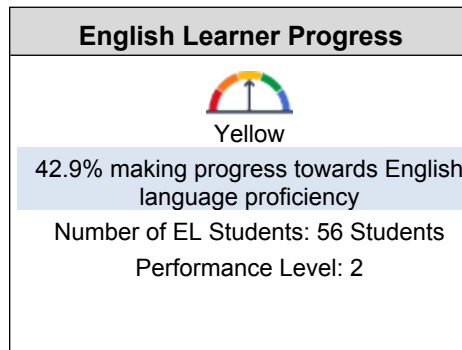 English Learner Progress
Yellow
42.9% making progress towards English
language proficiency
Number of EL Students: 56 Students
Performance Level: 2